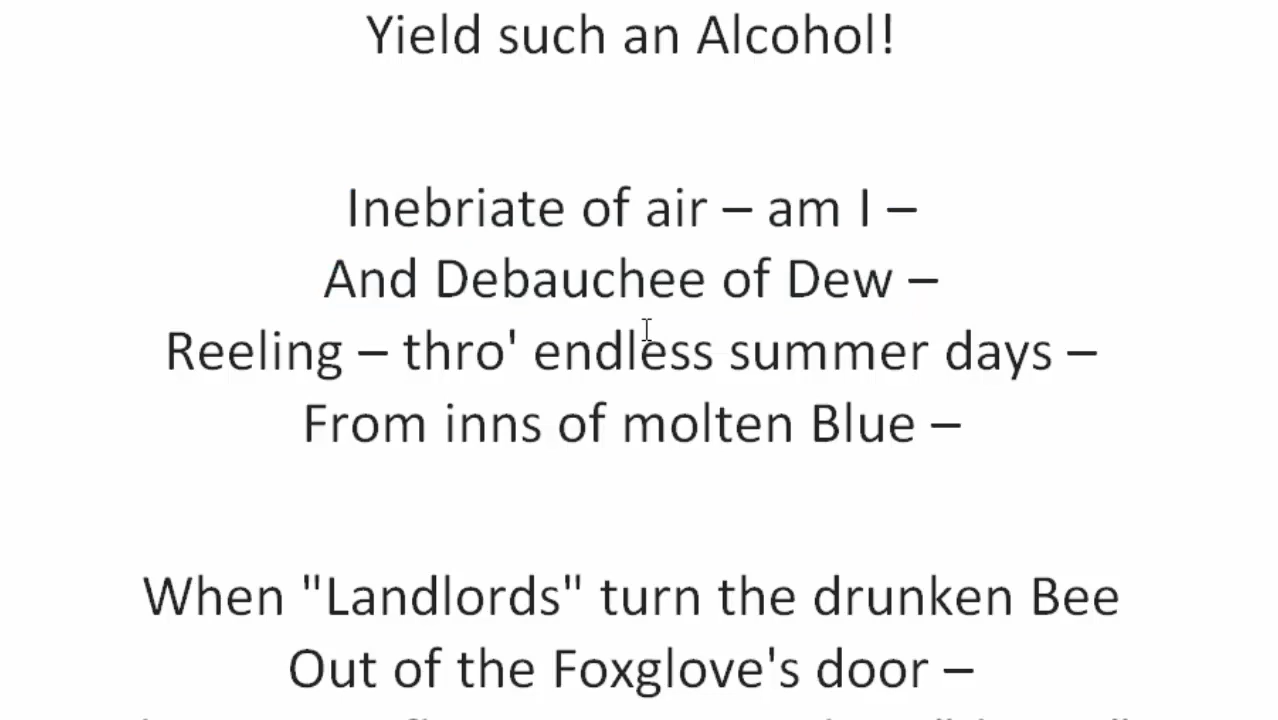 Yield such an Alcohol!
Inebriate of air – am I –
And Debauchee of Dew –
Reeling – thro' endless summer days –
From inns of molten Blue –
When "Landlords" turn the drunken Bee
Out of the Foxglove's door –